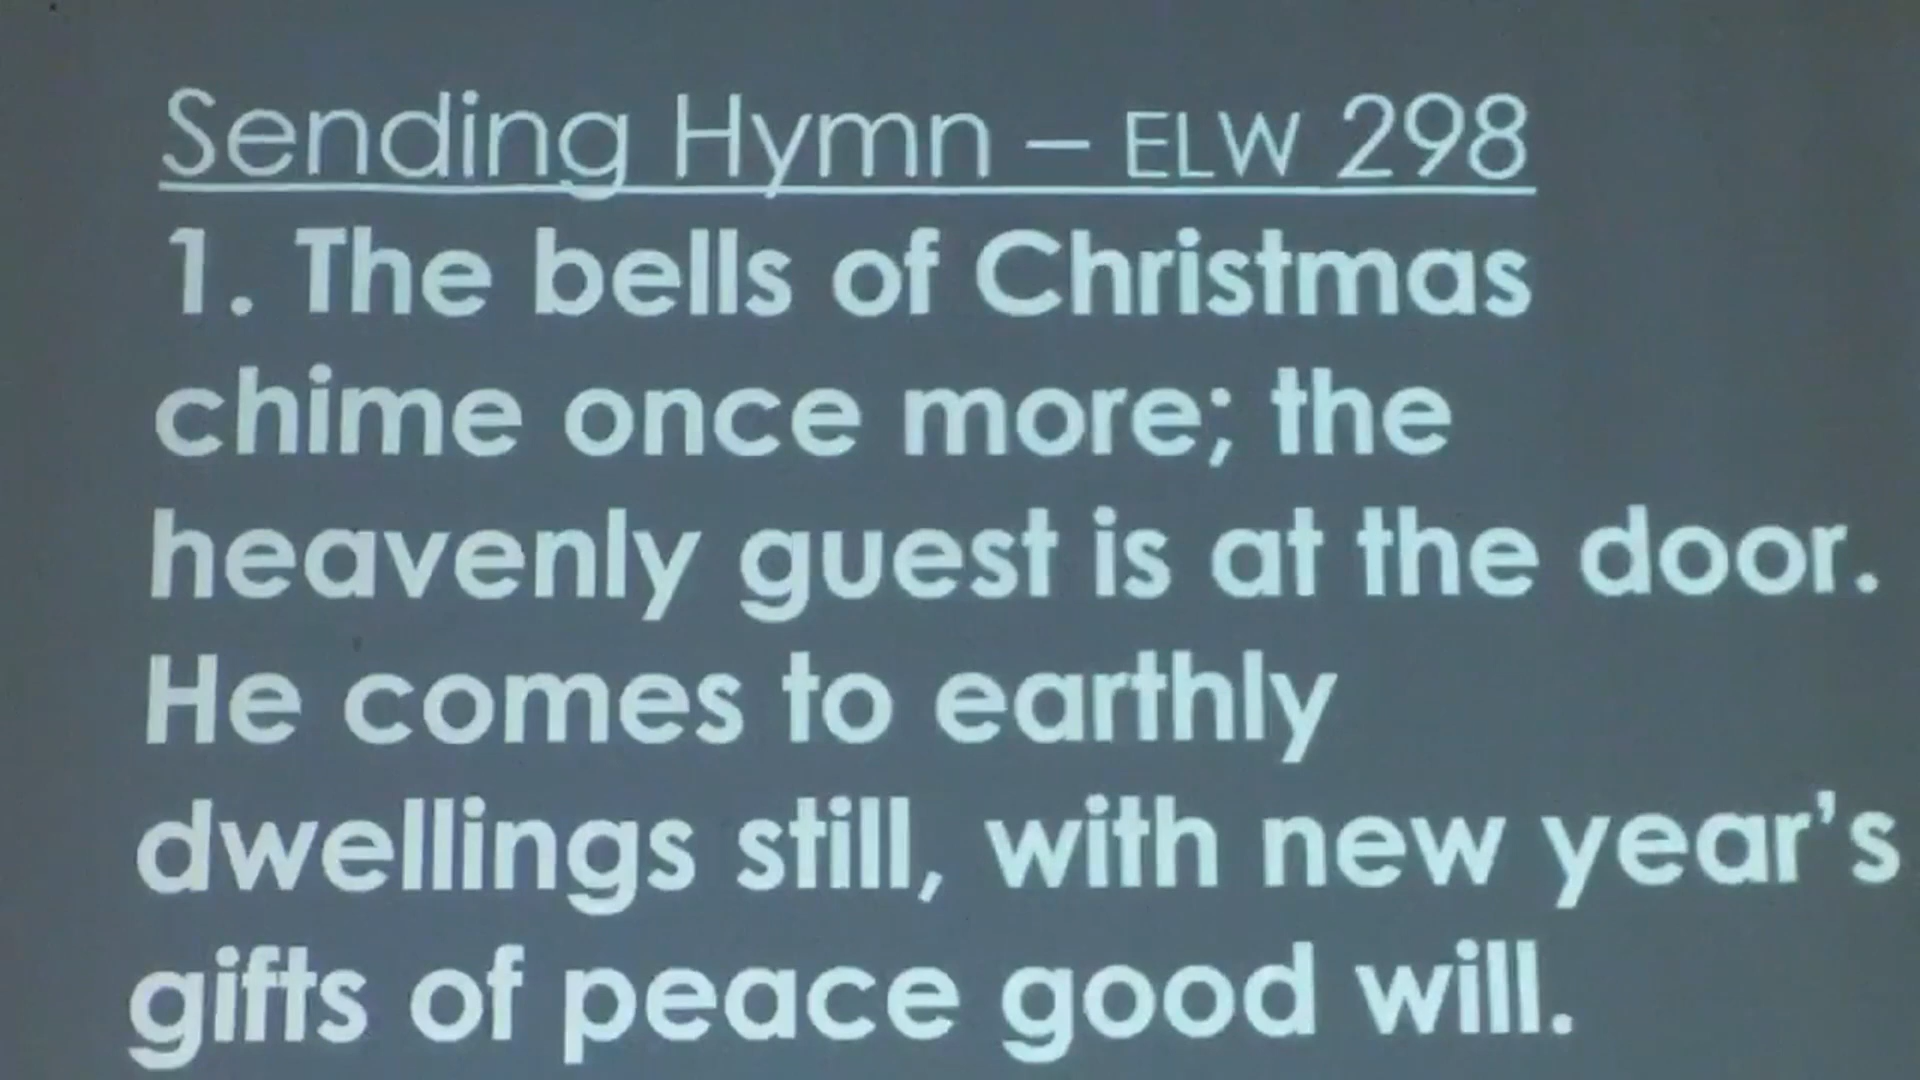 Sending Hymn – ELW 298
1. The bells of Christmas
chime once more; the
heavenly guest is at the door.
He comes to earthly
dwellings still, with new year's
gifts of peace good will.